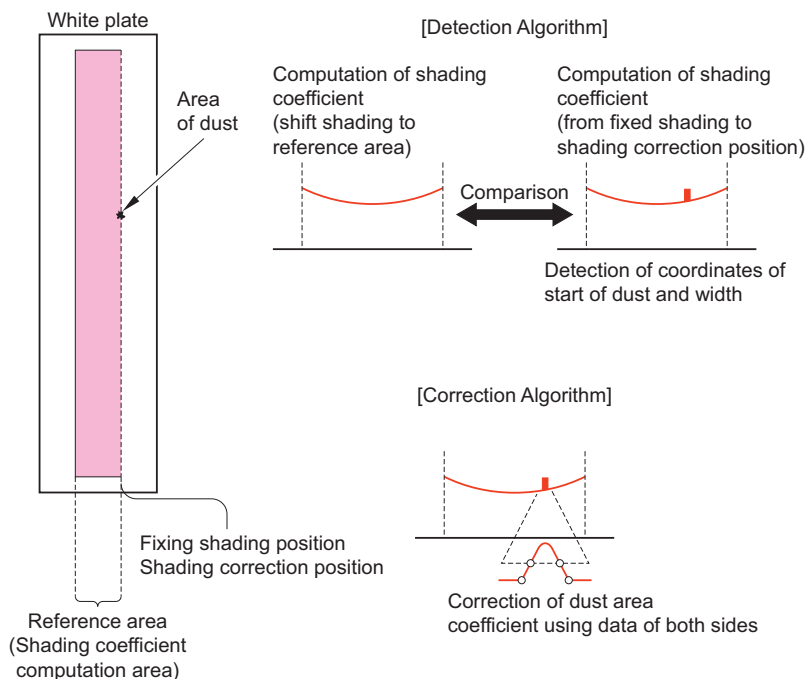 White plate
Area
of dust
Fixing shading position
Shading correction position
Reference area
(Shading coefficient
computation area)
[Detection Algorithm]
Computation of shading
coefficient
(shift shading to
reference area)
Comparison
Computation of shading
coefficient
(from fixed shading to
shading correction position)
Detection of coordinates of
start of dust and width
[Correction Algorithm]
Correction of dust area
coefficient using data of both sides